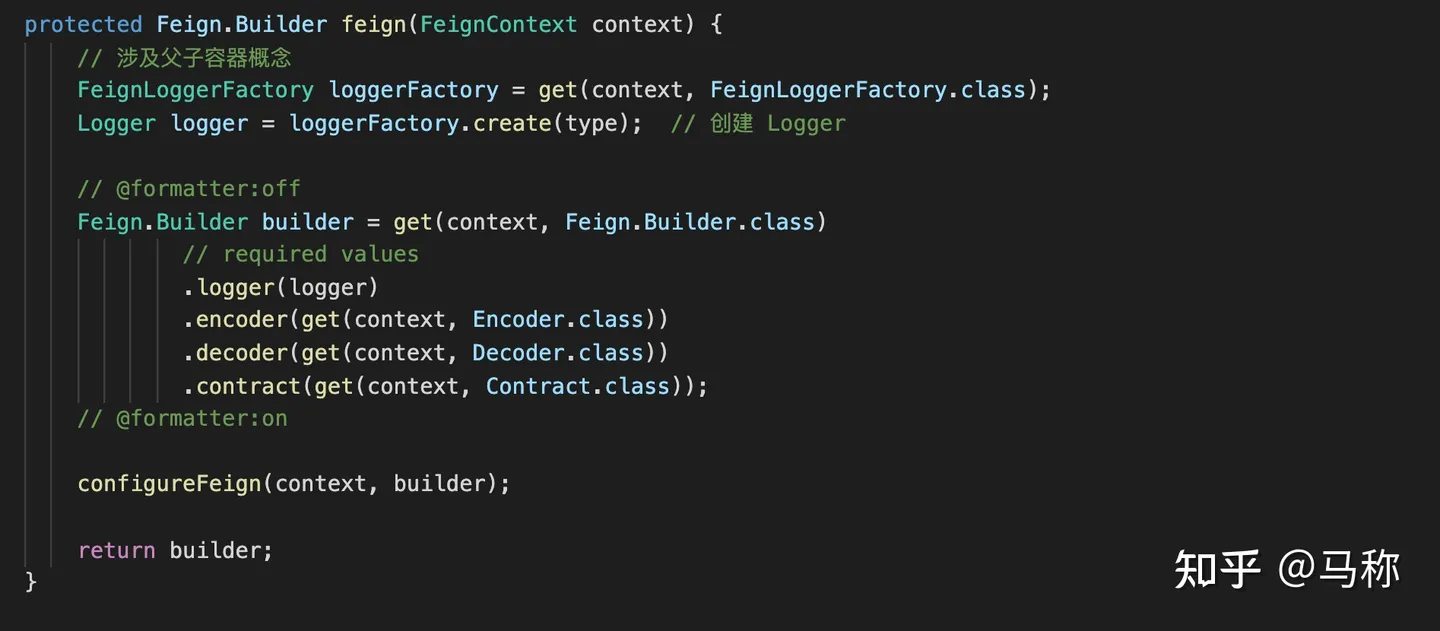 protected Feign.Builder feign(FeignContext context) {
// 涉及父子容器概念
FeignLoggerFactory loggerFactory = get(context, FeignLoggerFactory.class);
Logger logger = loggerFactory.create(type);  // 创建 Logger
// @formatter:off
Feign.Builder builder = get(context, Feign.Builder.class)
// required values
.logger(logger)
.encoder(get(context, Encoder.class))
.decoder(get(context, Decoder.class))
.contract(get(context, Contract.class));
// @formatter:on
configureFeign(context, builder);
return builder;
}
知乎 @马称